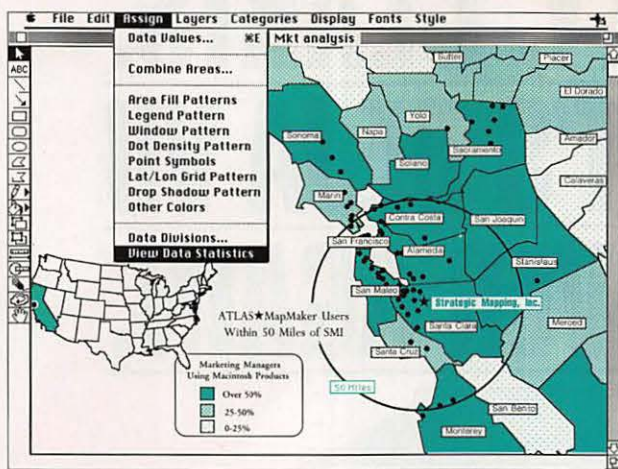 File Edit Assign Layers Categories Display Fonts Style
Mkt analysis
Data Values... ⌘E
Combine Areas...
Area Fill Patterns
Legend Pattern
Window Pattern
Dot Density Pattern
Point Symbols
Lat/Lon Grid Pattern
Drop Shadow Pattern
Other Colors
Data Divisions...
View Data Statistics
ABC
Sutter
Placer
El Dorado
Yolo
Napa
Sonoma
Sacramento
Amador
Solano
Calaveras
Marin
Contra Costa
San Joaquin
San Francisco
Alameda
Stanislaus
San Mateo
Strategic Mapping, Inc.
Merced
Santa Clara
Santa Cruz
50 Miles
San Benito
Monterey
ATLAS★MapMaker Users
Within 50 Miles of SMI
Marketing Managers
Using Macintosh Products
Over 50%
25-50%
0-25%